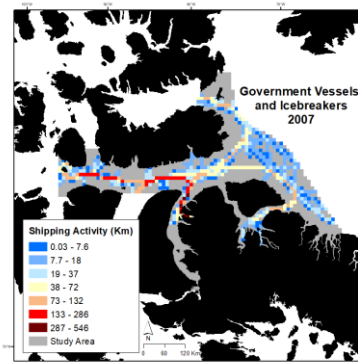 Government Vessels
and Icebreakers
2007
Shipping Activity (Km)
0.03 - 7.6
7.7 - 18
19 - 37
38 - 72
73 - 132
133 - 286
287 - 546
Study Area
N
0
60
120 Km